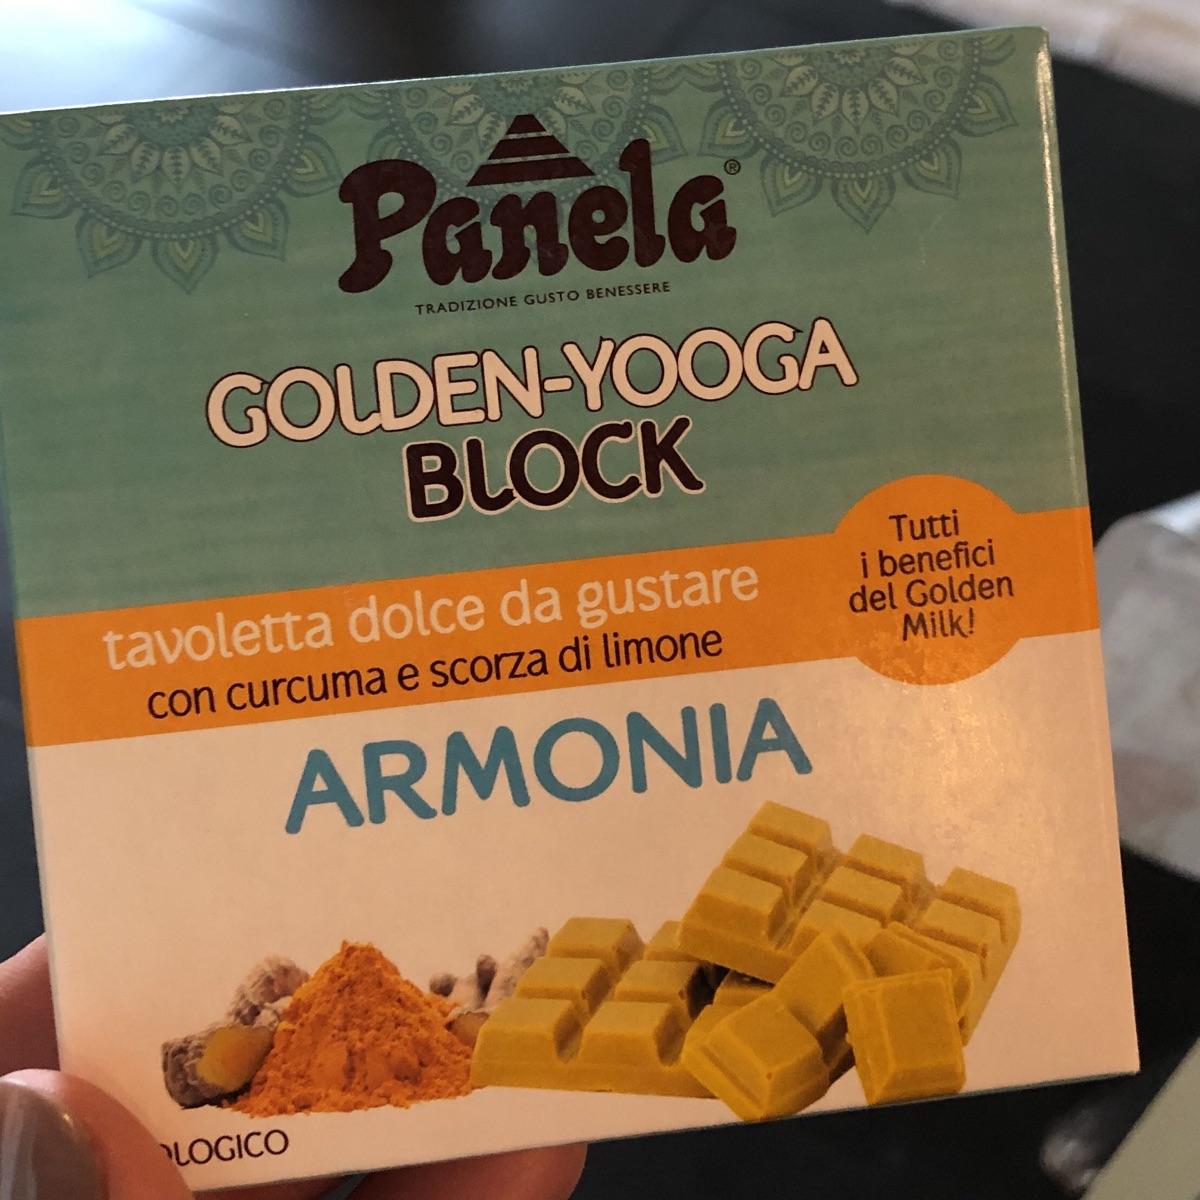 Panela®
TRADIZIONE GUSTO BENESSERE
GOLDEN-YOOGA
BLOCK
tavoletta dolce da gustare
con curcuma e scorza di limone
Tutti
i benefici
del Golden
Milk!
ARMONIA
OLOGICO